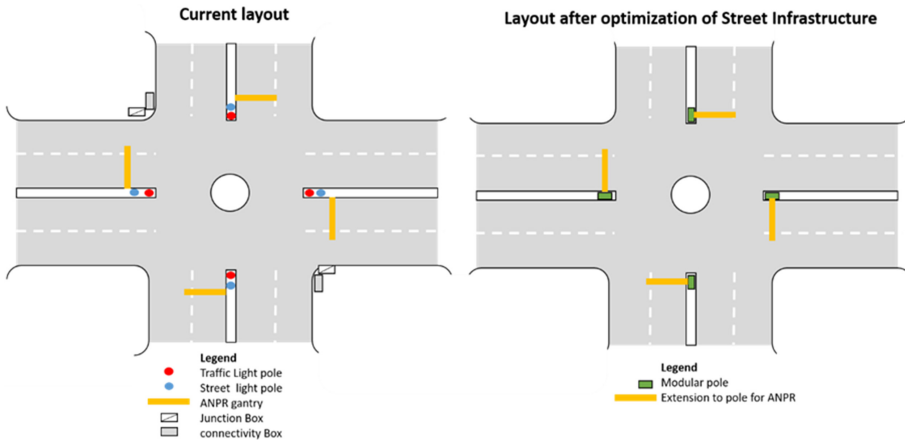 Current layout
Legend
Traffic Light pole
Street light pole
ANPR gantry
Junction Box
connectivity Box
Layout after optimization of Street Infrastructure
Legend
Modular pole
Extension to pole for ANPR